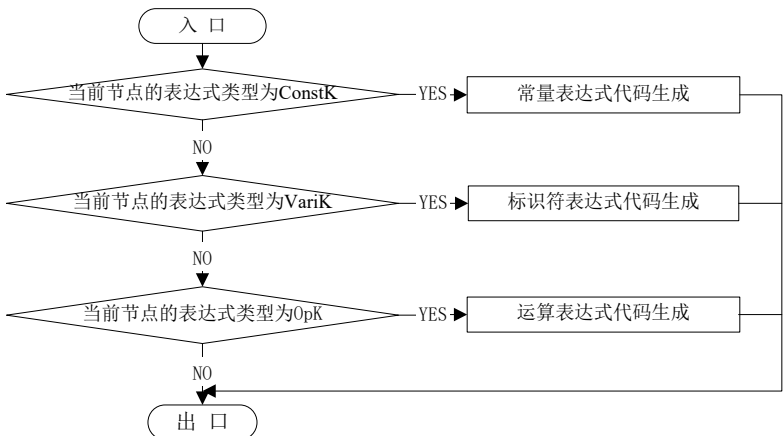 入 口
当前节点的表达式类型为ConstK
YES
常量表达式代码生成
NO
当前节点的表达式类型为VariK
YES
标识符表达式代码生成
NO
当前节点的表达式类型为OpK
YES
运算表达式代码生成
NO
出 口